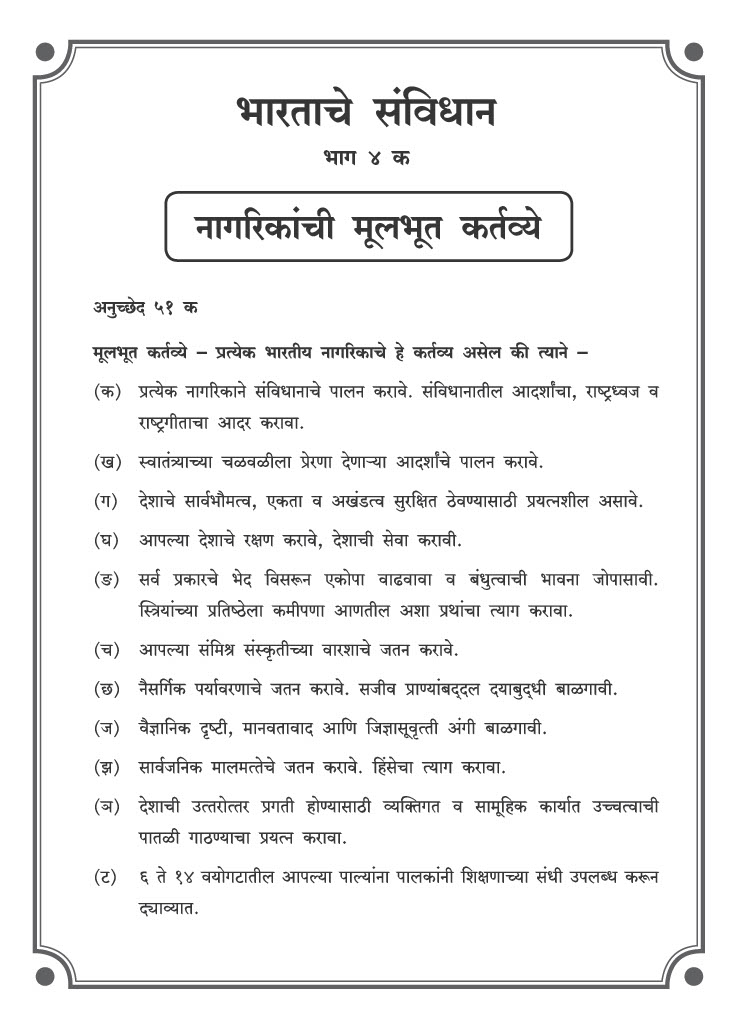 भारताचे संविधान
भाग ४ क
नागरिकांची मूलभूत कर्तव्ये
अनुच्छेद ५१ क
मूलभूत कर्तव्ये – प्रत्येक भारतीय नागरिकाचे हे कर्तव्य असेल की त्याने –
(क) प्रत्येक नागरिकाने संविधानाचे पालन करावे. संविधानातील आदर्शांचा, राष्ट्रध्वज व
राष्ट्रगीताचा आदर करावा.
(ख) स्वातंत्र्याच्या चळवळीला प्रेरणा देणाऱ्या आदर्शांचे पालन करावे.
(ग) देशाचे सार्वभौमत्व, एकता व अखंडत्व सुरक्षित ठेवण्यासाठी प्रयत्नशील असावे.
(घ) आपल्या देशाचे रक्षण करावे, देशाची सेवा करावी.
(ङ) सर्व प्रकारचे भेद विसरून एकोपा वाढवावा व बंधुत्वाची भावना जोपासावी.
स्त्रियांच्या प्रतिष्ठेला कमीपणा आणतील अशा प्रथांचा त्याग करावा.
(च) आपल्या संमिश्र संस्कृतीच्या वारशाचे जतन करावे.
(छ) नैसर्गिक पर्यावरणाचे जतन करावे. सजीव प्राण्यांबद्दल दयाबुद्धी बाळगावी.
(ज) वैज्ञानिक दृष्टी, मानवतावाद आणि जिज्ञासूवृत्ती अंगी बाळगावी.
(झ) सार्वजनिक मालमत्तेचे जतन करावे. हिंसेचा त्याग करावा.
(ञ) देशाची उत्तरोत्तर प्रगती होण्यासाठी व्यक्तिगत व सामूहिक कार्यात उच्चत्वाची
पातळी गाठण्याचा प्रयत्न करावा.
(ट) ६ ते १४ वयोगटातील आपल्या पाल्यांना पालकांनी शिक्षणाच्या संधी उपलब्ध करून
द्याव्यात.